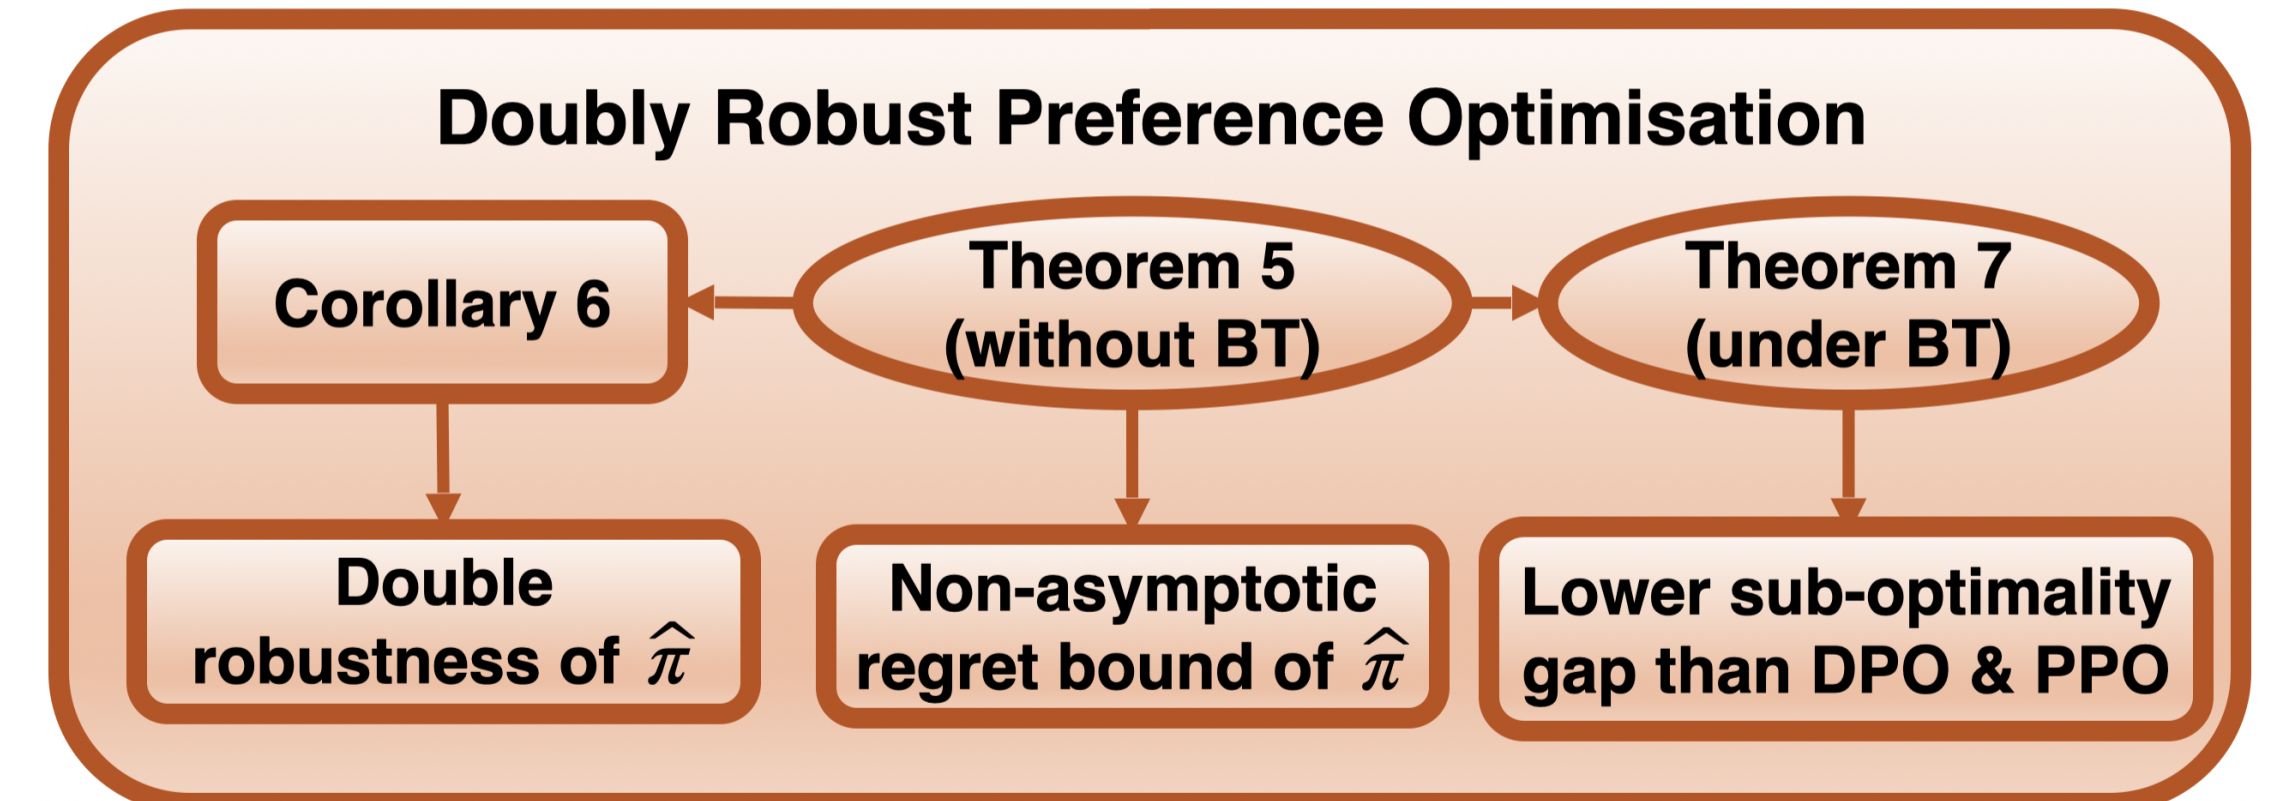 Doubly Robust Preference Optimisation
Corollary 6
Theorem 5
(without BT)
Theorem 7
(under BT)
Double
robustness of π̂
Non-asymptotic
regret bound of π̂
Lower sub-optimality
gap than DPO & PPO